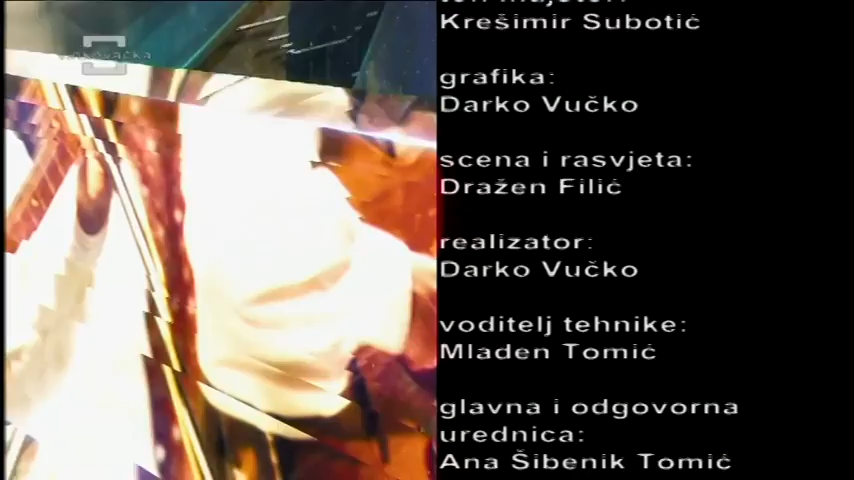 Krešimir Subotić
grafika:
Darko Vučko
scena i rasvjeta:
Dražen Filić
realizator:
Darko Vučko
voditelj tehnike:
Mladen Tomić
glavna i odgovorna
urednica:
Ana Šibenik Tomić